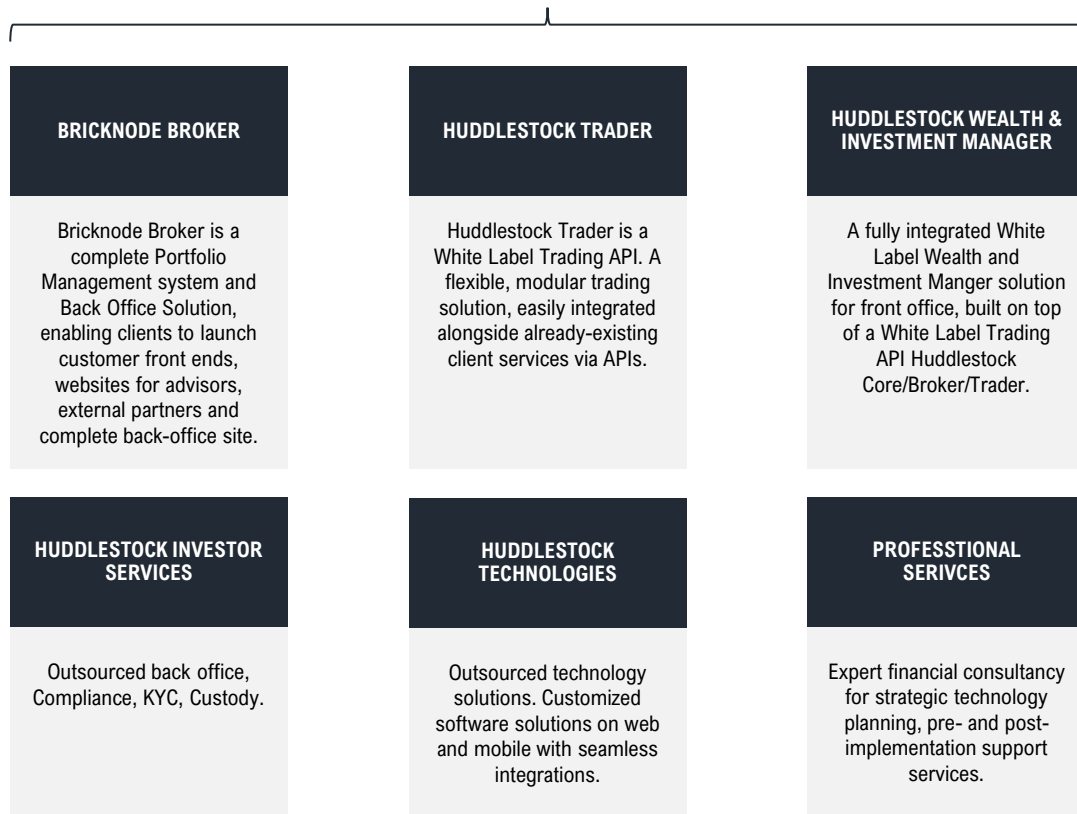 BRICKNODE BROKER
Bricknode Broker is a
complete Portfolio
Management system and
Back Office Solution,
enabling clients to launch
customer front ends,
websites for advisors,
external partners and
complete back-office site.
HUDDLESTOCK TRADER
Huddlestock Trader is a
White Label Trading API. A
flexible, modular trading
solution, easily integrated
alongside already-existing
client services via APIs.
HUDDLESTOCK WEALTH &
INVESTMENT MANAGER
A fully integrated White
Label Wealth and
Investment Manger solution
for front office, built on top
of a White Label Trading
API Huddlestock
Core/Broker/Trader.
HUDDLESTOCK INVESTOR
SERVICES
Outsourced back office,
Compliance, KYC, Custody.
HUDDLESTOCK
TECHNOLOGIES
Outsourced technology
solutions. Customized
software solutions on web
and mobile with seamless
integrations.
PROFESSTIONAL
SERIVCES
Expert financial consultancy
for strategic technology
planning, pre- and post-
implementation support
services.